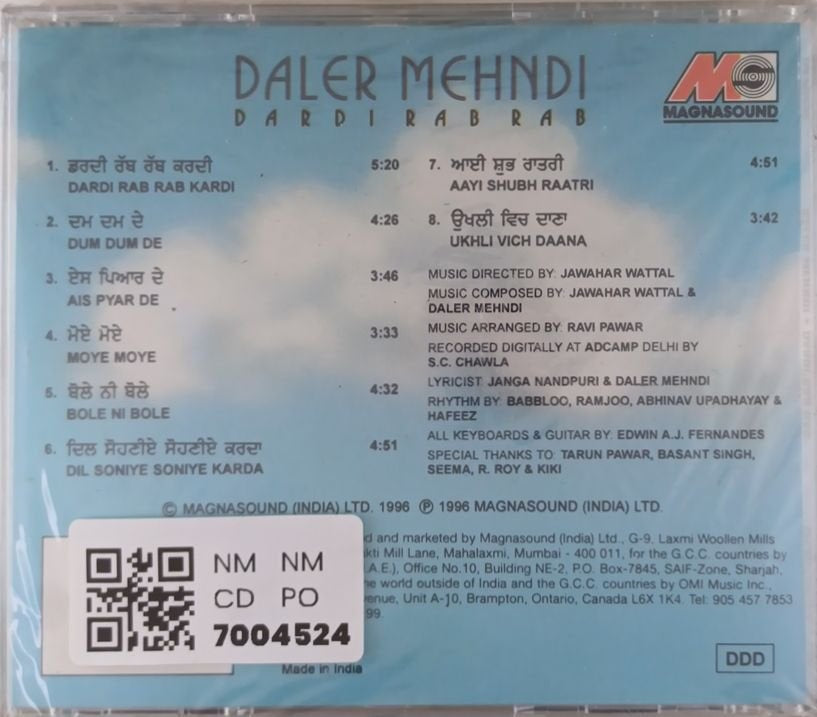 DALER MEHNDI
DARDI RAB RAB
MAGNASOUND
1. ਡਰਦੀ ਰੱਬ ਰੱਬ ਕਰਦੀ 5:20
DARDI RAB RAB KARDI
2. ਦਮ ਦਮ ਦੇ 4:26
DUM DUM DE
3. ਏਸ ਪਿਆਰ ਦੇ 3:46
AIS PYAR DE
4. ਮੋਏ ਮੋਏ 3:33
MOYE MOYE
5. ਬੋਲੇ ਨੀ ਬੋਲੇ 4:32
BOLE NI BOLE
6. ਦਿਲ ਸੋਹਣੀਏ ਸੋਹਣੀਏ ਕਰਦਾ 4:51
DIL SONIYE SONIYE KARDA
7. ਆਈ ਸ਼ੁਭ ਰਾਤਰੀ 4:51
AAYI SHUBH RAATRI
8. ਉਖਲੀ ਵਿਚ ਦਾਣਾ 3:42
UKHLI VICH DAANA
MUSIC DIRECTED BY: JAWAHAR WATTAL
MUSIC COMPOSED BY: JAWAHAR WATTAL &
DALER MEHNDI
MUSIC ARRANGED BY: RAVI PAWAR
RECORDED DIGITALLY AT ADCAMP DELHI BY
S.C. CHAWLA
LYRICIST: JANGA NANDPURI & DALER MEHNDI
RHYTHM BY: BABBLOO, RAMJOO, ABHINAV UPADHAYAY &
HAFEEZ
ALL KEYBOARDS & GUITAR BY: EDWIN A.J. FERNANDES
SPECIAL THANKS TO: TARUN PAWAR, BASANT SINGH,
SEEMA, R. ROY & KIKI
© MAGNASOUND (INDIA) LTD. 1996 ℗ 1996 MAGNASOUND (INDIA) LTD.
and marketed by Magnasound (India) Ltd., G-9, Laxmi Woollen Mills
Mill Lane, Mahalaxmi, Mumbai - 400 011, for the G.C.C. countries by
Office No.10, Building NE-2, P.O. Box-7845, SAIF-Zone, Sharjah,
world outside of India and the G.C.C. countries by OMI Music Inc.,
Unit A-10, Brampton, Ontario, Canada L6X 1K4. Tel: 905 457 7853
99
NM NM
CD PO
7004524
Made in India
DDD